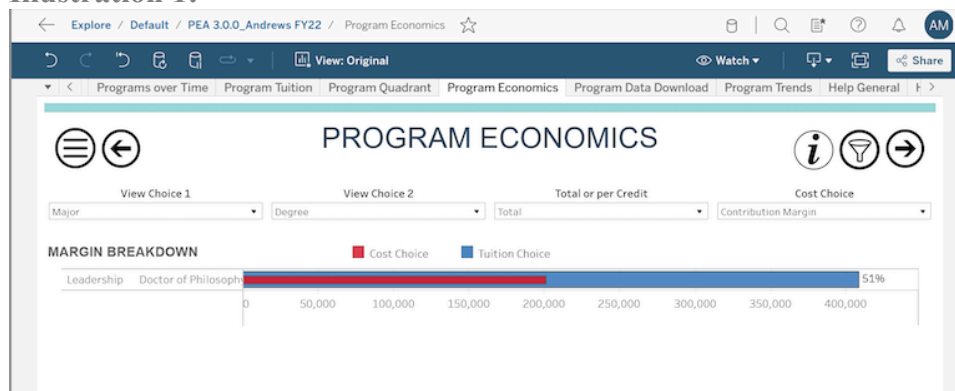 Illustration 1.
Explore / Default / PEA 3.0.0_Andrews FY22 / Program Economics
AM
View: Original
Watch
Share
Programs over Time Program Tuition Program Quadrant Program Economics Program Data Download Program Trends Help General
PROGRAM ECONOMICS
View Choice 1 View Choice 2 Total or per Credit Cost Choice
Major Degree Total Contribution Margin
MARGIN BREAKDOWN Cost Choice Tuition Choice
Leadership Doctor of Philosophy 51%
0 50,000 100,000 150,000 200,000 250,000 300,000 350,000 400,000